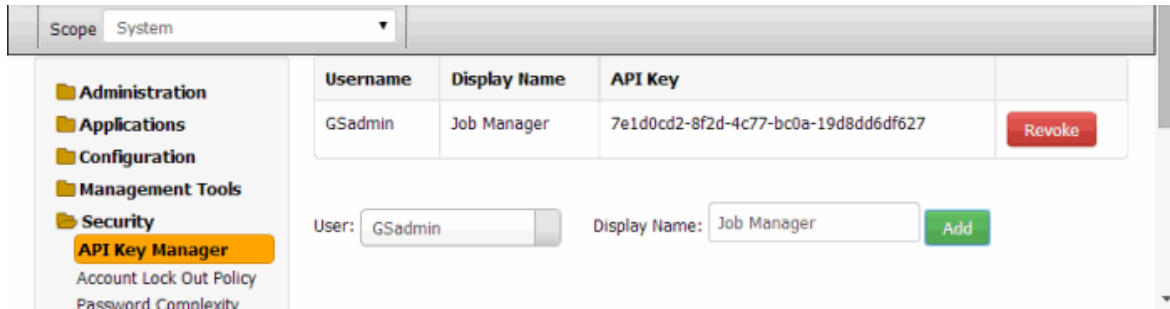 Scope System
Administration
Applications
Configuration
Management Tools
Security
API Key Manager
Account Lock Out Policy
Password Complexity
Username Display Name API Key
GSadmin Job Manager 7e1d0cd2-8f2d-4c77-bc0a-19d8dd6df627 Revoke
User: GSadmin Display Name: Job Manager Add